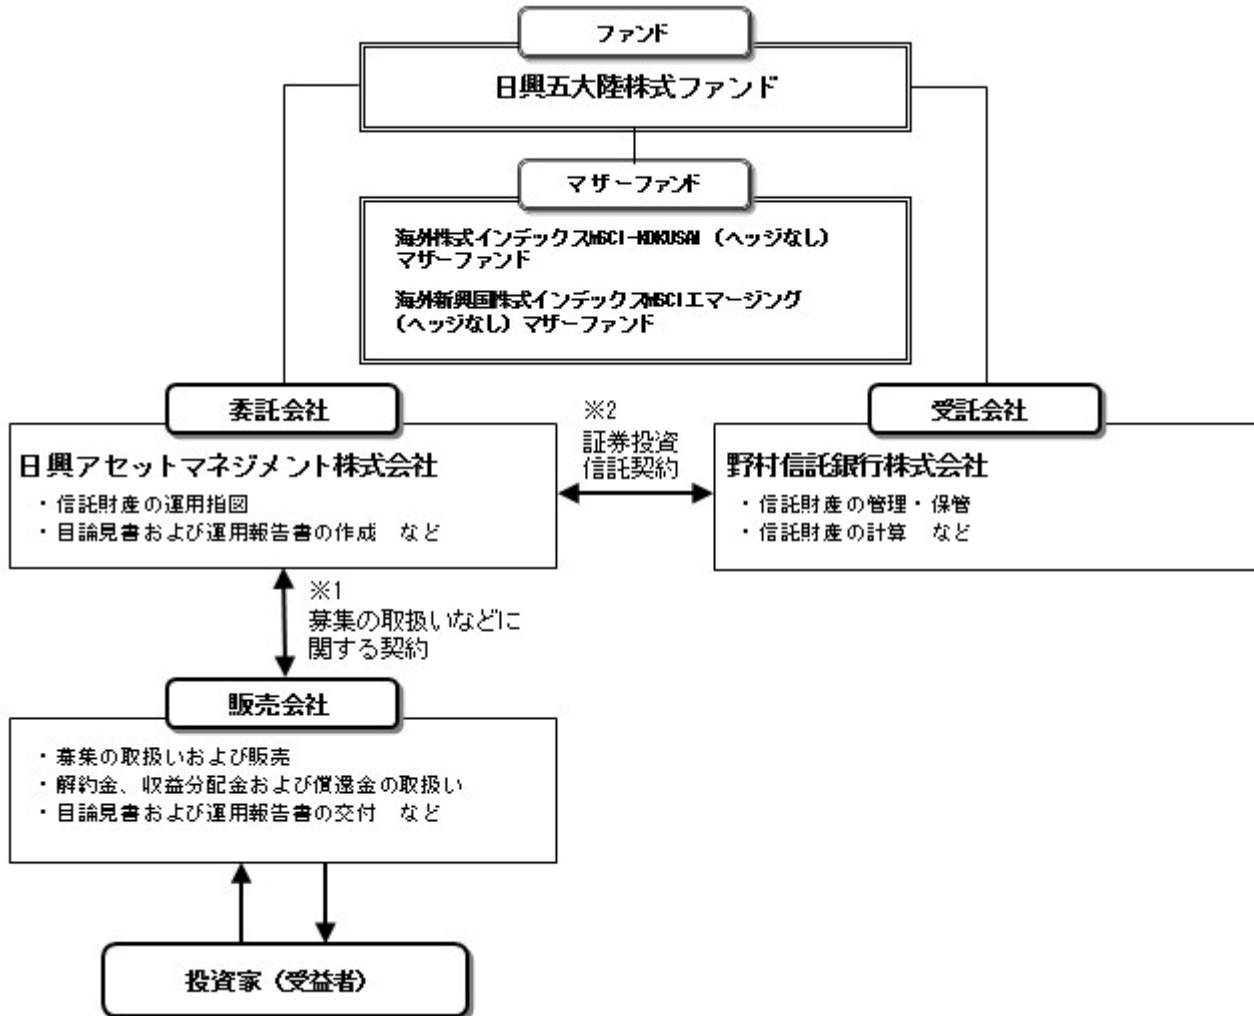 ファンド
日興五大陸株式ファンド
マザーファンド
海外株式インデックスMSCI-KOKUSAI（ヘッジなし）
マザーファンド
海外新興国株式インデックスMSCIエマージング
（ヘッジなし）マザーファンド
委託会社
日興アセットマネジメント株式会社
・信託財産の運用指図
・目論見書および運用報告書の作成　など
※2
証券投資
信託契約
受託会社
野村信託銀行株式会社
・信託財産の管理・保管
・信託財産の計算　など
※1
募集の取扱いなどに
関する契約
販売会社
・募集の取扱いおよび販売
・解約金、収益分配金および償還金の取扱い
・目論見書および運用報告書の交付　など
投資家（受益者）